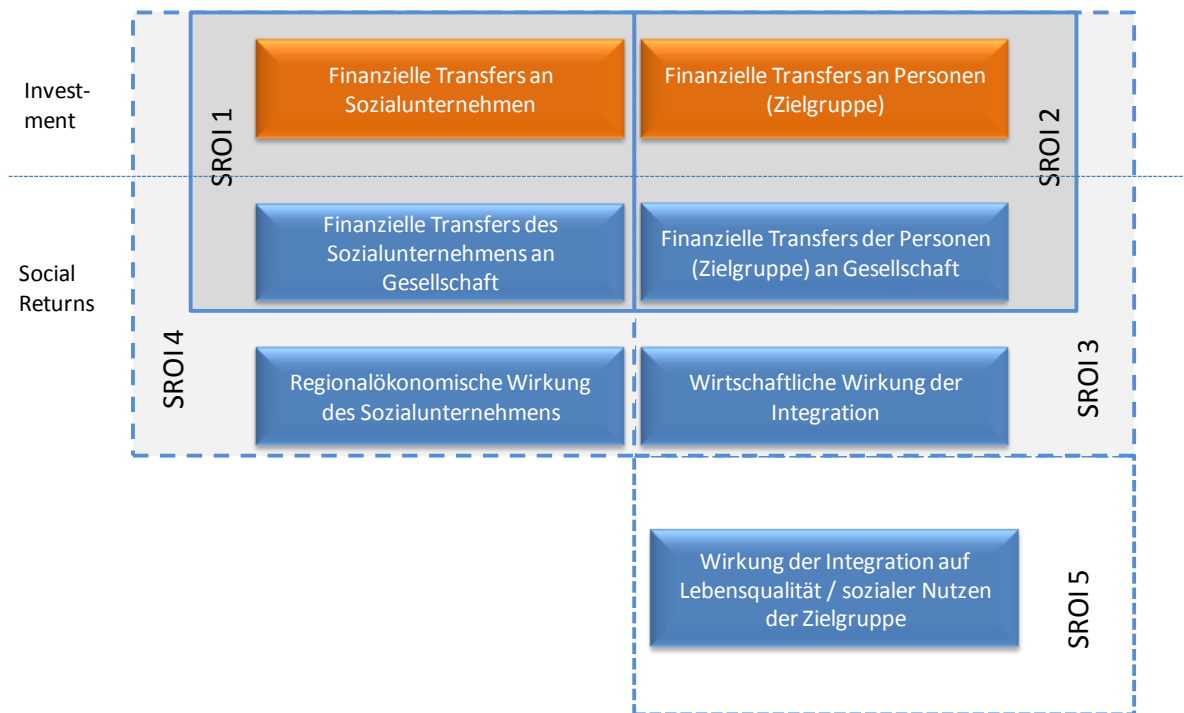 Invest-
ment
SROI 1
Finanzielle Transfers an
Sozialunternehmen
Finanzielle Transfers an Personen
(Zielgruppe)
SROI 2
Social
Returns
Finanzielle Transfers des
Sozialunternehmens an
Gesellschaft
Finanzielle Transfers der Personen
(Zielgruppe) an Gesellschaft
SROI 4
Regionalökonomische Wirkung
des Sozialunternehmens
Wirtschaftliche Wirkung der
Integration
SROI 3
Wirkung der Integration auf
Lebensqualität / sozialer Nutzen
der Zielgruppe
SROI 5